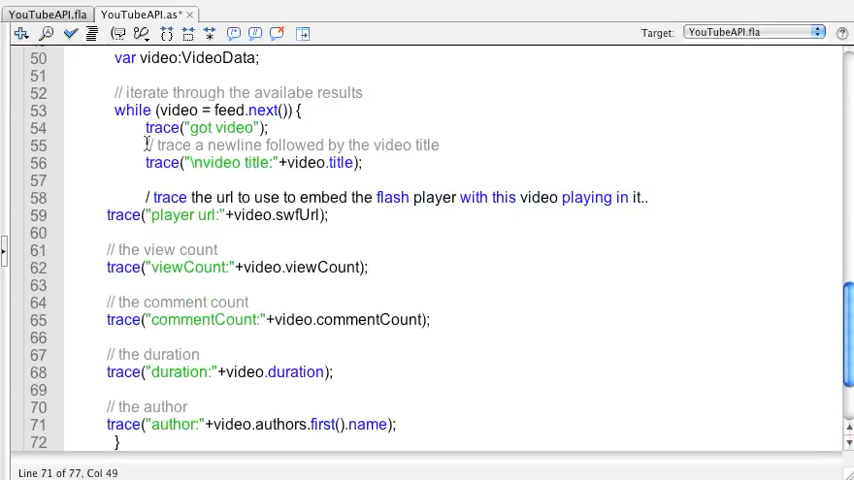 YouTubeAPI.fla YouTubeAPI.as*
Target: YouTubeAPI.fla
50 var video:VideoData;
51
52 // iterate through the availabe results
53 while (video = feed.next()) {
54 trace("got video");
55 // trace a newline followed by the video title
56 trace("\nvideo title:"+video.title);
57
58 / trace the url to use to embed the flash player with this video playing in it..
59 trace("player url:"+video.swfUrl);
60
61 // the view count
62 trace("viewCount:"+video.viewCount);
63
64 // the comment count
65 trace("commentCount:"+video.commentCount);
66
67 // the duration
68 trace("duration:"+video.duration);
69
70 // the author
71 trace("author:"+video.authors.first().name);
72 }
Line 71 of 77, Col 49